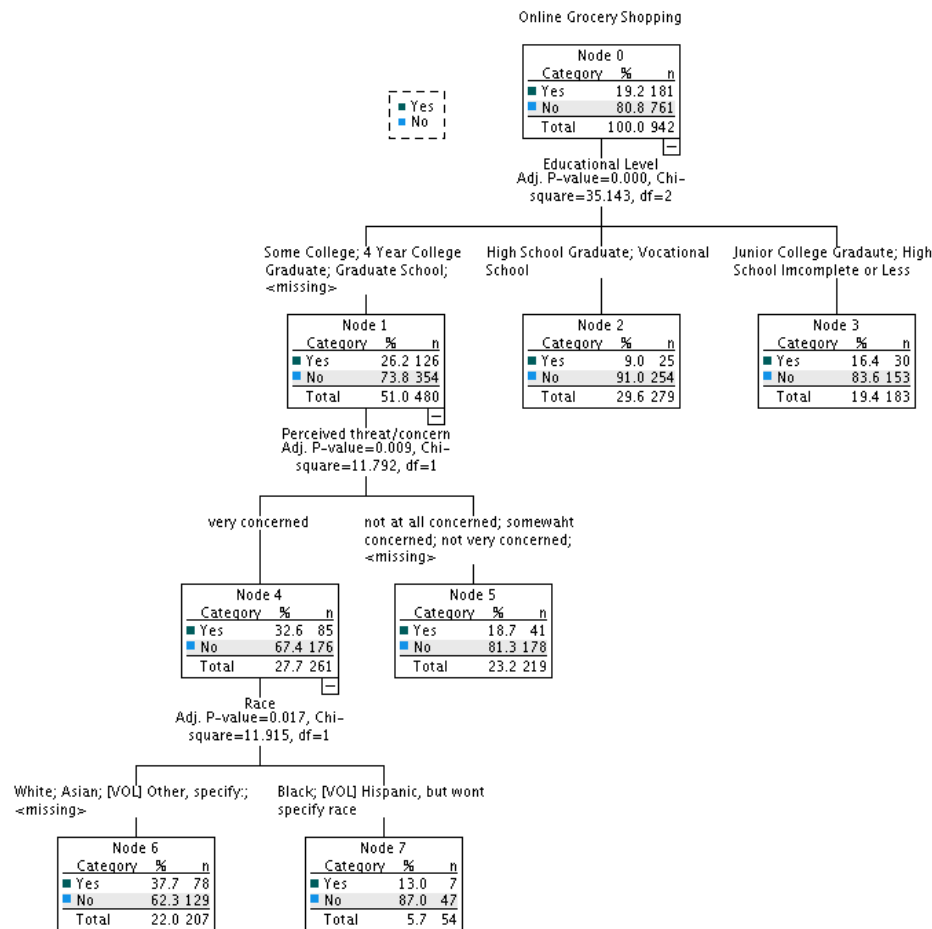 Online Grocery Shopping
Node 0
Category % n
Yes 19.2 181
No 80.8 761
Total 100.0 942
Yes
No
Educational Level
Adj. P-value=0.000, Chi-
square=35.143, df=2
Some College; 4 Year College
Graduate; Graduate School;
<missing>
High School Graduate; Vocational
School
Junior College Gradaute; High
School Imcomplete or Less
Node 1
Category % n
Yes 26.2 126
No 73.8 354
Total 51.0 480
Node 2
Category % n
Yes 9.0 25
No 91.0 254
Total 29.6 279
Node 3
Category % n
Yes 16.4 30
No 83.6 153
Total 19.4 183
Perceived threat/concern
Adj. P-value=0.009, Chi-
square=11.792, df=1
very concerned
not at all concerned; somewaht
concerned; not very concerned;
<missing>
Node 4
Category % n
Yes 32.6 85
No 67.4 176
Total 27.7 261
Node 5
Category % n
Yes 18.7 41
No 81.3 178
Total 23.2 219
Race
Adj. P-value=0.017, Chi-
square=11.915, df=1
White; Asian; [VOL] Other, specify:;
<missing>
Black; [VOL] Hispanic, but wont
specify race
Node 6
Category % n
Yes 37.7 78
No 62.3 129
Total 22.0 207
Node 7
Category % n
Yes 13.0 7
No 87.0 47
Total 5.7 54